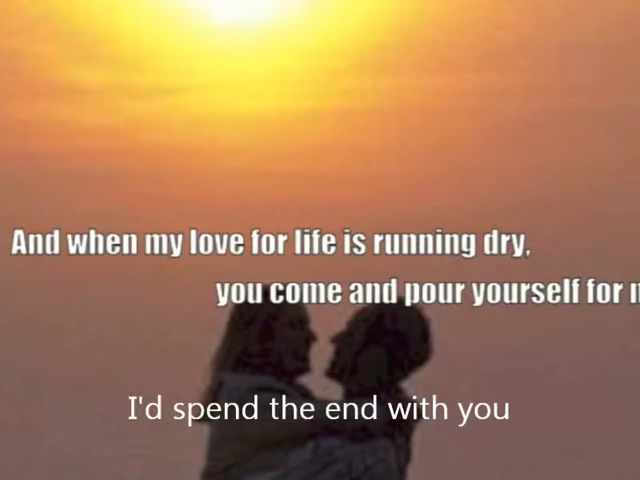 And when my love for life is running dry,
you come and pour yourself for
I'd spend the end with you